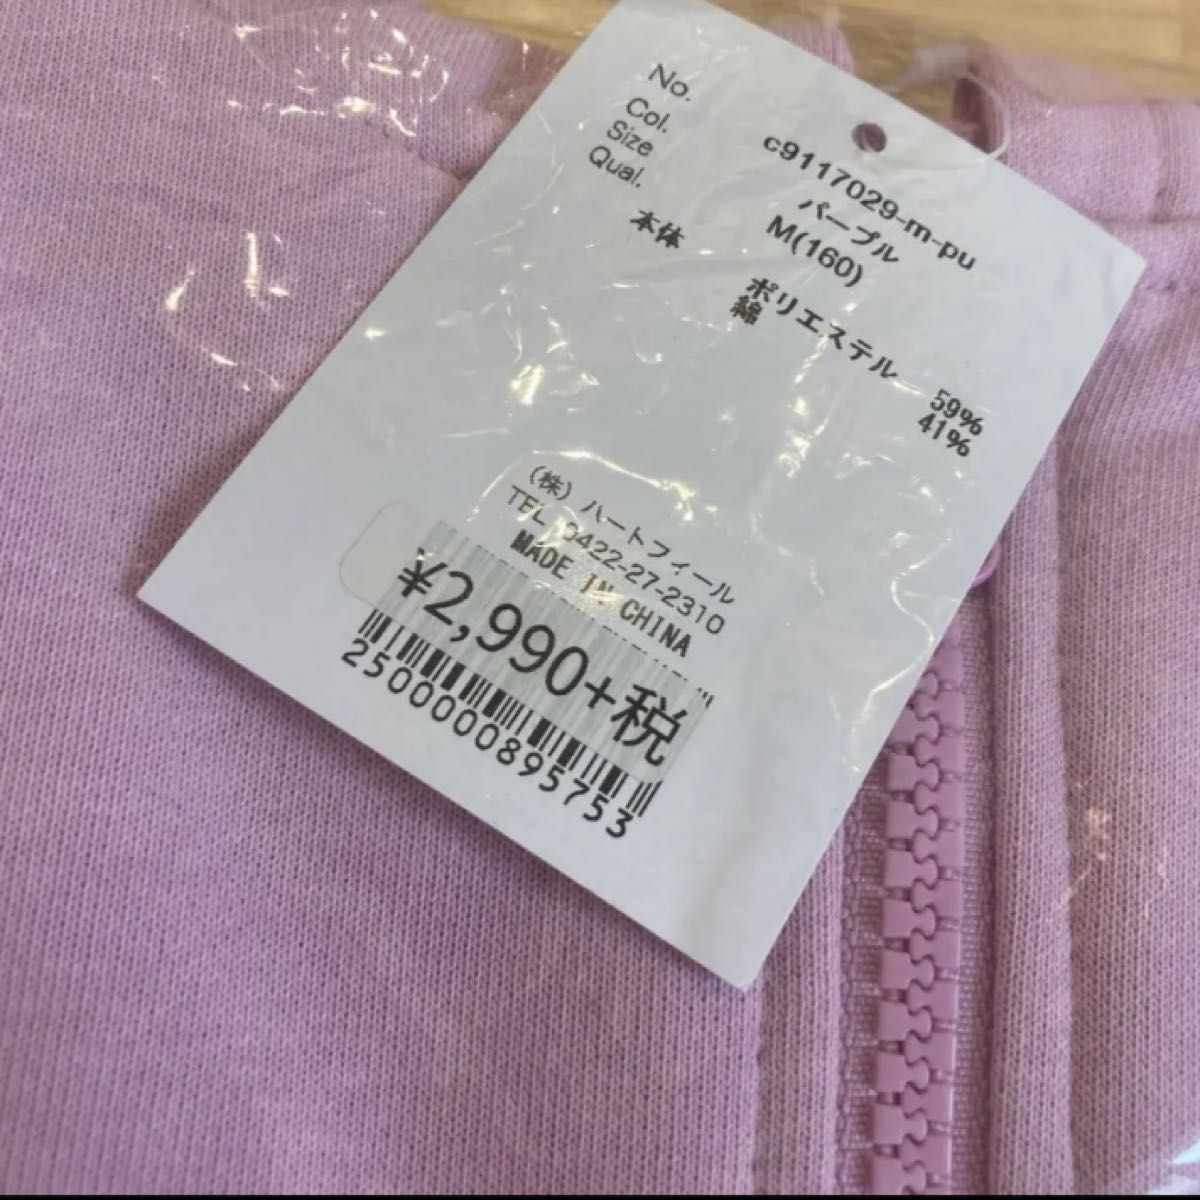 No. c9117029-m-pu
Col. パープル
Size M(160)
Qual.
本体 ポリエステル 59%
綿 41%
(株) ハートフィール
TEL 0422-27-2310
MADE IN CHINA
¥2,990+税
2500000895753